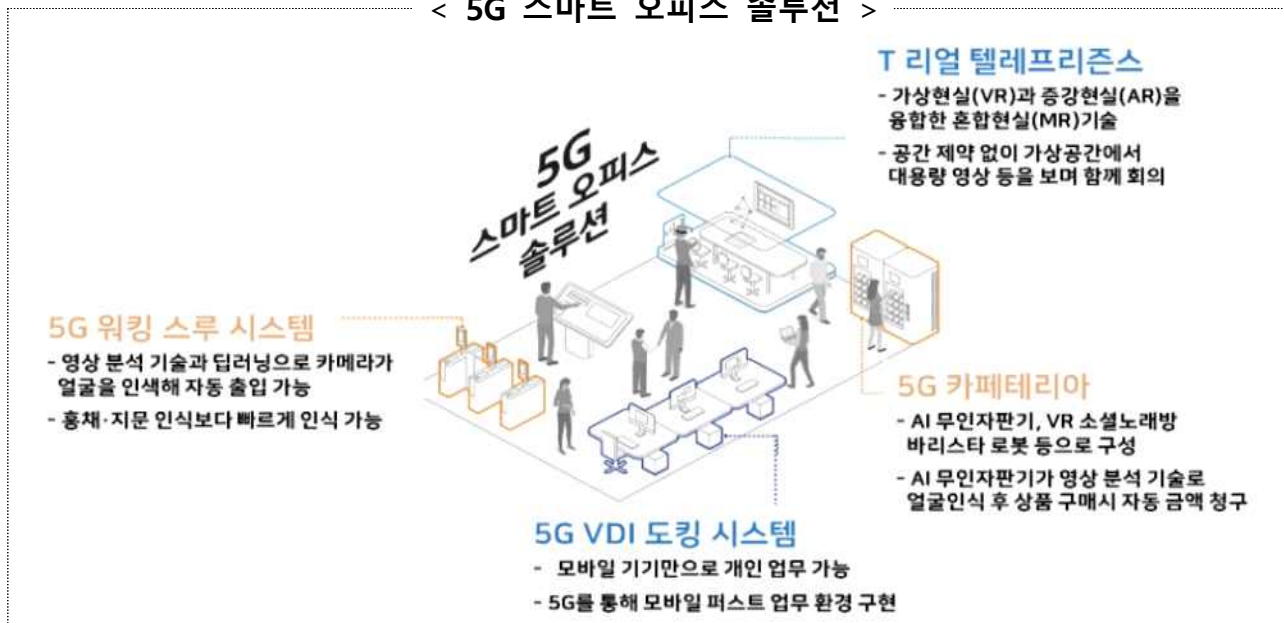 < 5G 스마트 오피스 솔루션 >
T 리얼 텔레프리즌스
- 가상현실(VR)과 증강현실(AR)을
융합한 혼합현실(MR)기술
- 공간 제약 없이 가상공간에서
대용량 영상 등을 보며 함께 회의
5G
스마트 오피스
솔루션
5G 워킹 스루 시스템
- 영상 분석 기술과 딥러닝으로 카메라가
얼굴을 인색해 자동 출입 가능
- 홍채·지문 인식보다 빠르게 인식 가능
5G 카페테리아
- AI 무인자판기, VR 소셜노래방
바리스타 로봇 등으로 구성
- AI 무인자판기가 영상 분석 기술로
얼굴인식 후 상품 구매시 자동 금액 청구
5G VDI 도킹 시스템
- 모바일 기기만으로 개인 업무 가능
- 5G를 통해 모바일 퍼스트 업무 환경 구현